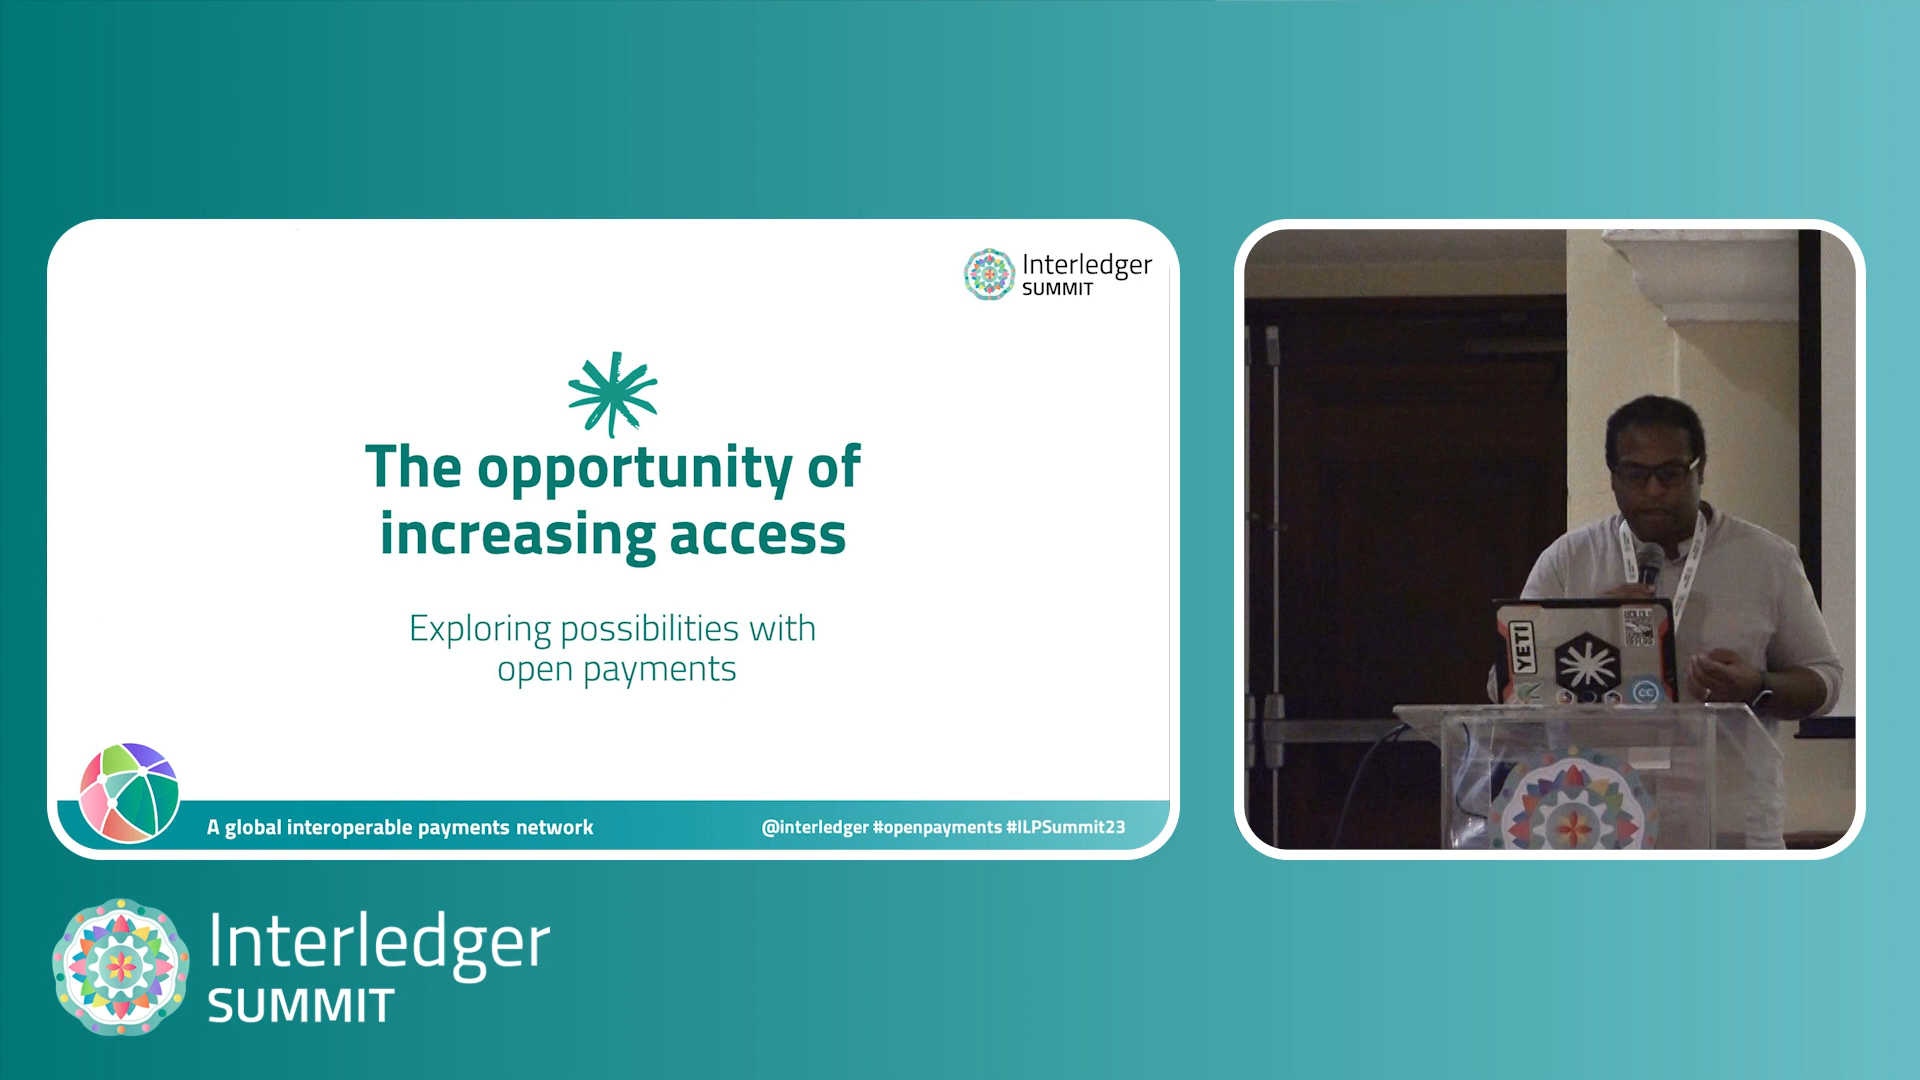 Interledger
SUMMIT
The opportunity of
increasing access
Exploring possibilities with
open payments
A global interoperable payments network
@interledger #openpayments #ILPSummit23
YETI
cc
Interledger
SUMMIT